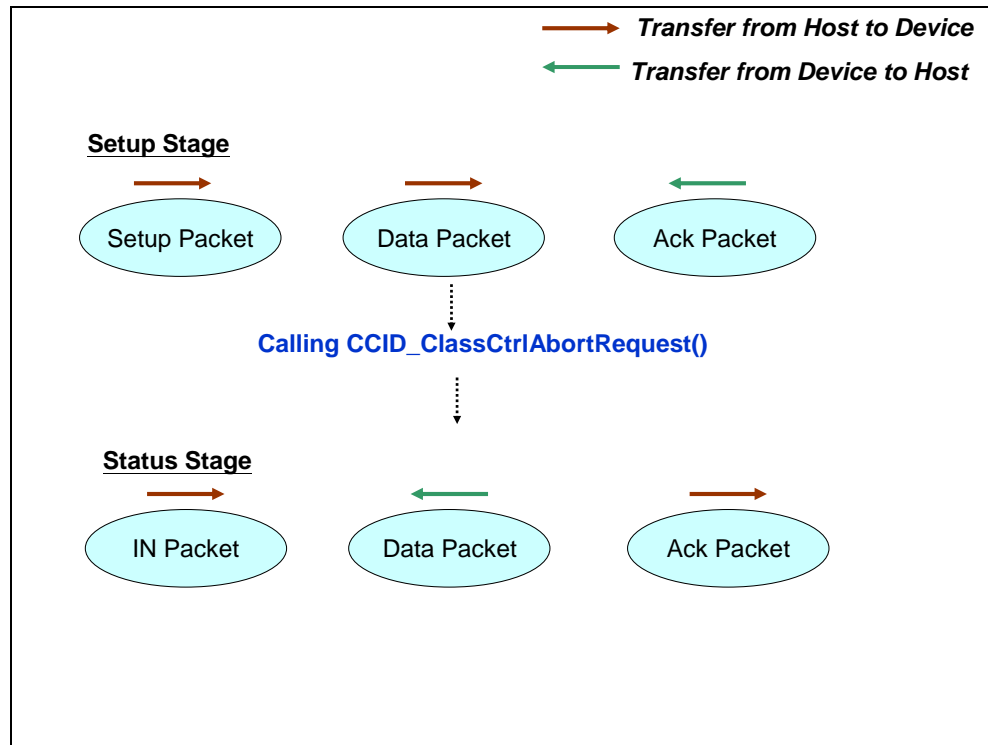 Transfer from Host to Device
Transfer from Device to Host
Setup Stage
Setup Packet
Data Packet
Ack Packet
Calling CCID_ClassCtrlAbortRequest()
Status Stage
IN Packet
Data Packet
Ack Packet